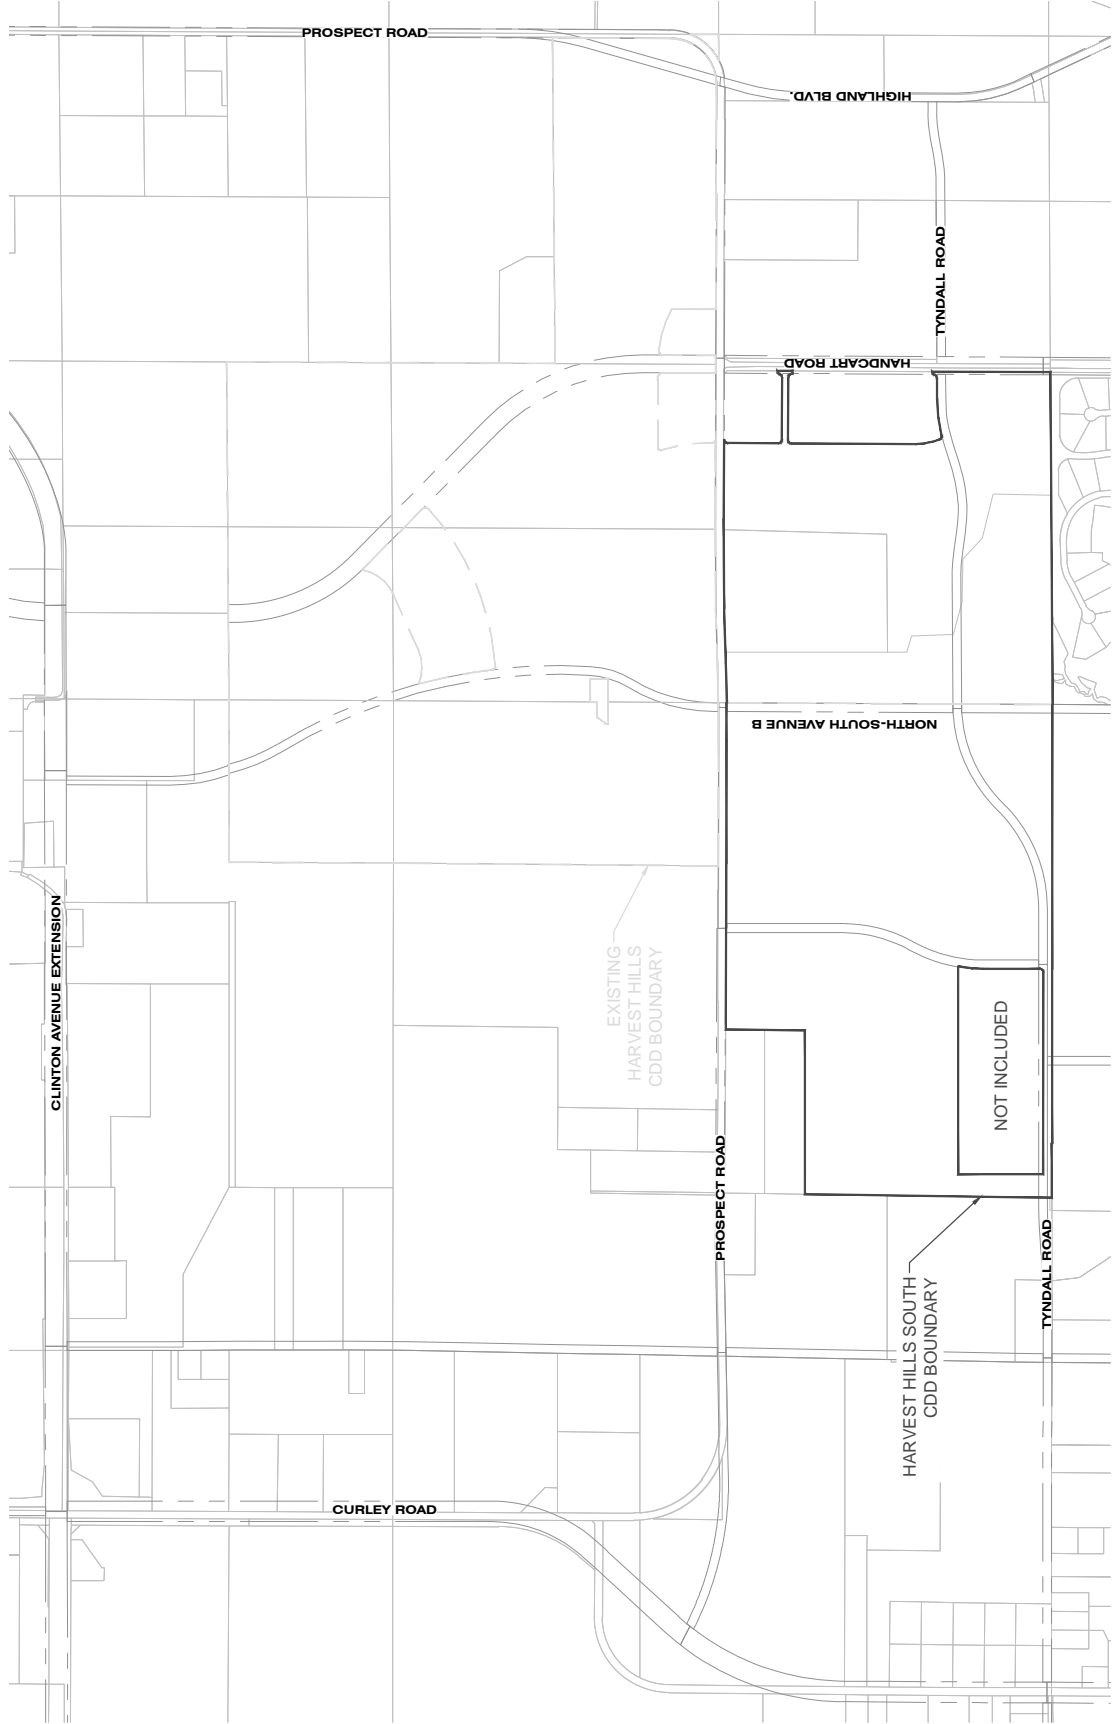 PROSPECT ROAD
HIGHLAND BLVD.
TYNDALL ROAD
HANDCART ROAD
NORTH-SOUTH AVENUE B
CLINTON AVENUE EXTENSION
EXISTING
HARVEST HILLS
CDD BOUNDARY
NOT INCLUDED
PROSPECT ROAD
TYNDALL ROAD
HARVEST HILLS SOUTH
CDD BOUNDARY
CURLEY ROAD